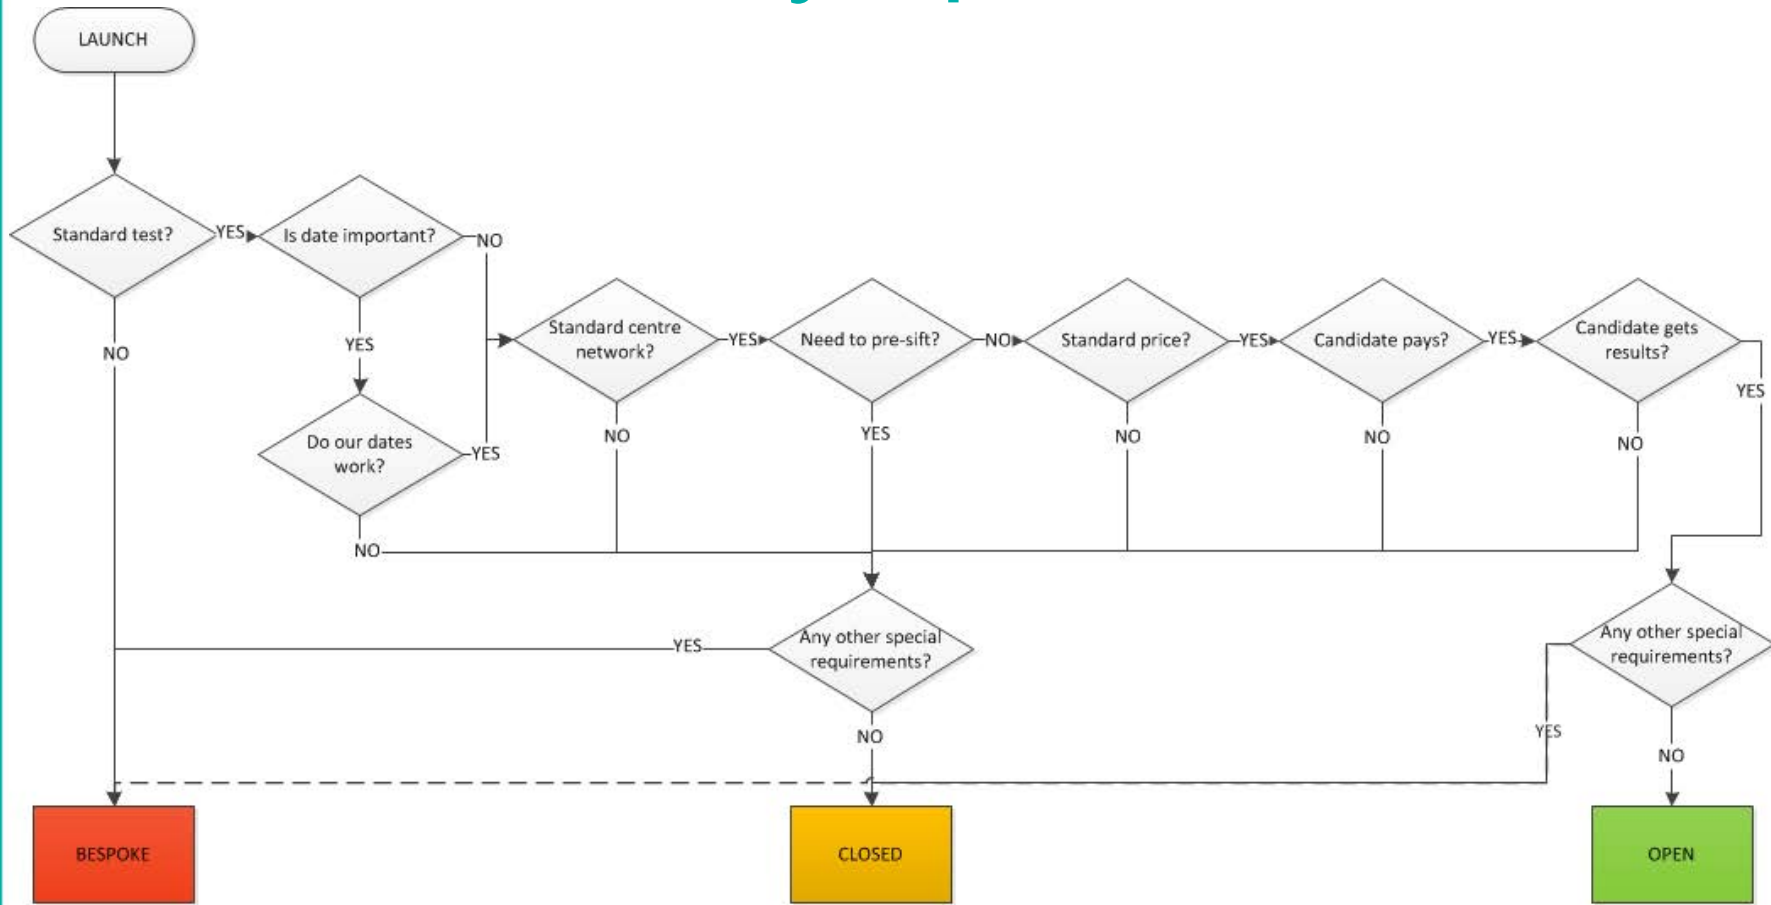 LAUNCH
Standard test?
YES
Is date important?
NO
NO
YES
Do our dates
work?
YES
NO
Standard centre
network?
YES
NO
Need to pre-sift?
NO
YES
Standard price?
YES
NO
Candidate pays?
YES
NO
Candidate gets
results?
YES
NO
Any other special
requirements?
YES
NO
Any other special
requirements?
YES
NO
BESPOKE
CLOSED
OPEN